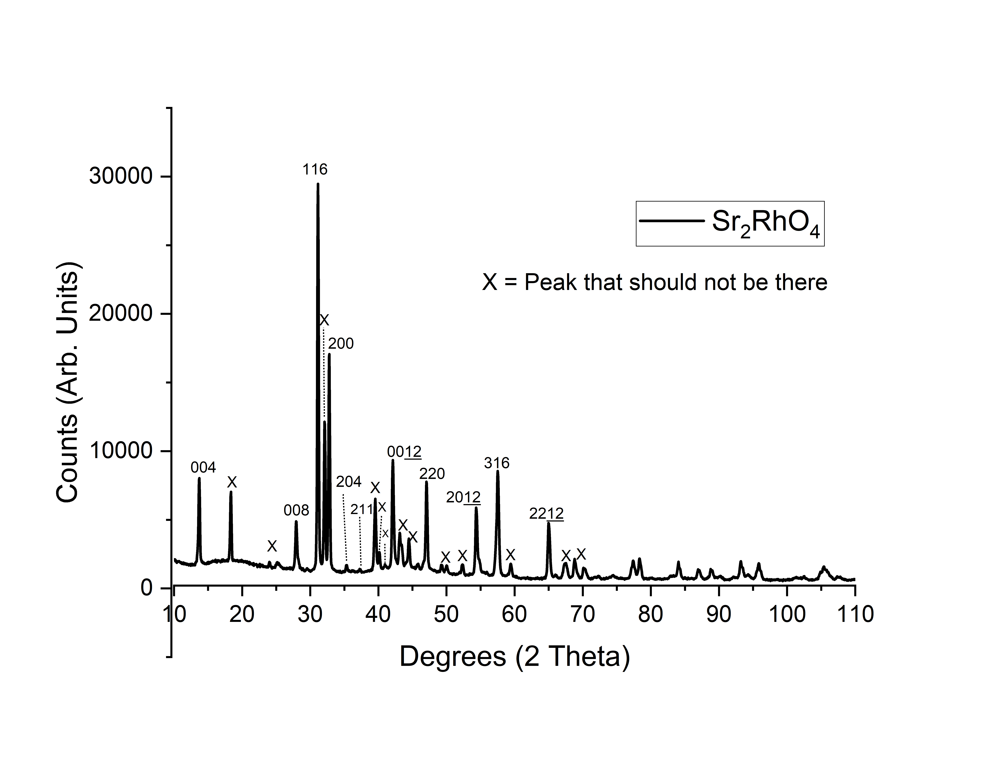 116
30000
Sr₂RhO₄
X = Peak that should not be there
20000
X
200
10000
0012
004
X
204
X
220
316
008
211
X
2012
2212
X
X
X
X
X
X
X
X
X
0
10 20 30 40 50 60 70 80 90 100 110
Counts (Arb. Units)
Degrees (2 Theta)